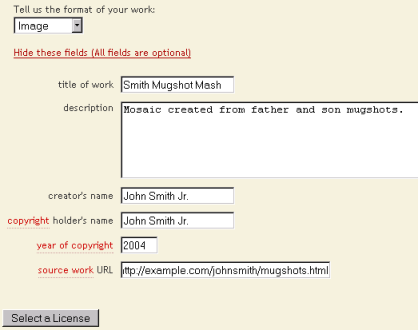 Tell us the format of your work:
Image
Hide these fields (All fields are optional)
title of work Smith Mugshot Mash
description Mosaic created from father and son mugshots.
creator's name John Smith Jr.
copyright holder's name John Smith Jr.
year of copyright 2004
source work URL ttp://example.com/johnsmith/mugshots.html
Select a License